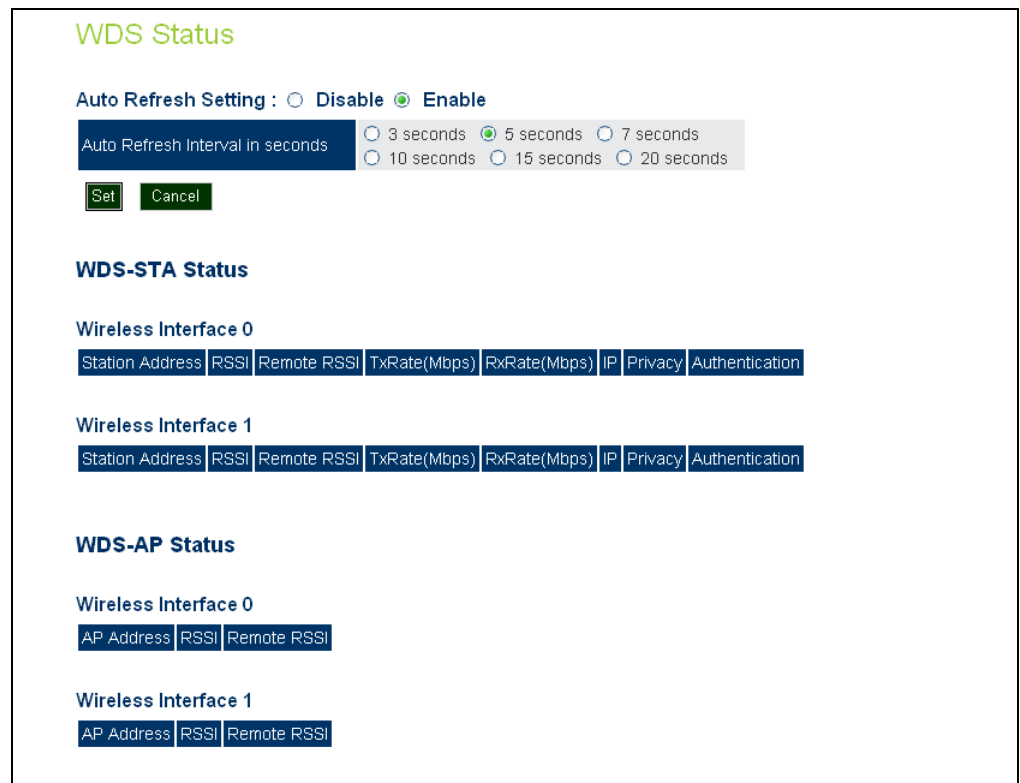 WDS Status
Auto Refresh Setting : Disable Enable
Auto Refresh Interval in seconds
3 seconds 5 seconds 7 seconds
10 seconds 15 seconds 20 seconds
Set Cancel
WDS-STA Status
Wireless Interface 0
Station Address RSSI Remote RSSI TxRate(Mbps) RxRate(Mbps) IP Privacy Authentication
Wireless Interface 1
Station Address RSSI Remote RSSI TxRate(Mbps) RxRate(Mbps) IP Privacy Authentication
WDS-AP Status
Wireless Interface 0
AP Address RSSI Remote RSSI
Wireless Interface 1
AP Address RSSI Remote RSSI